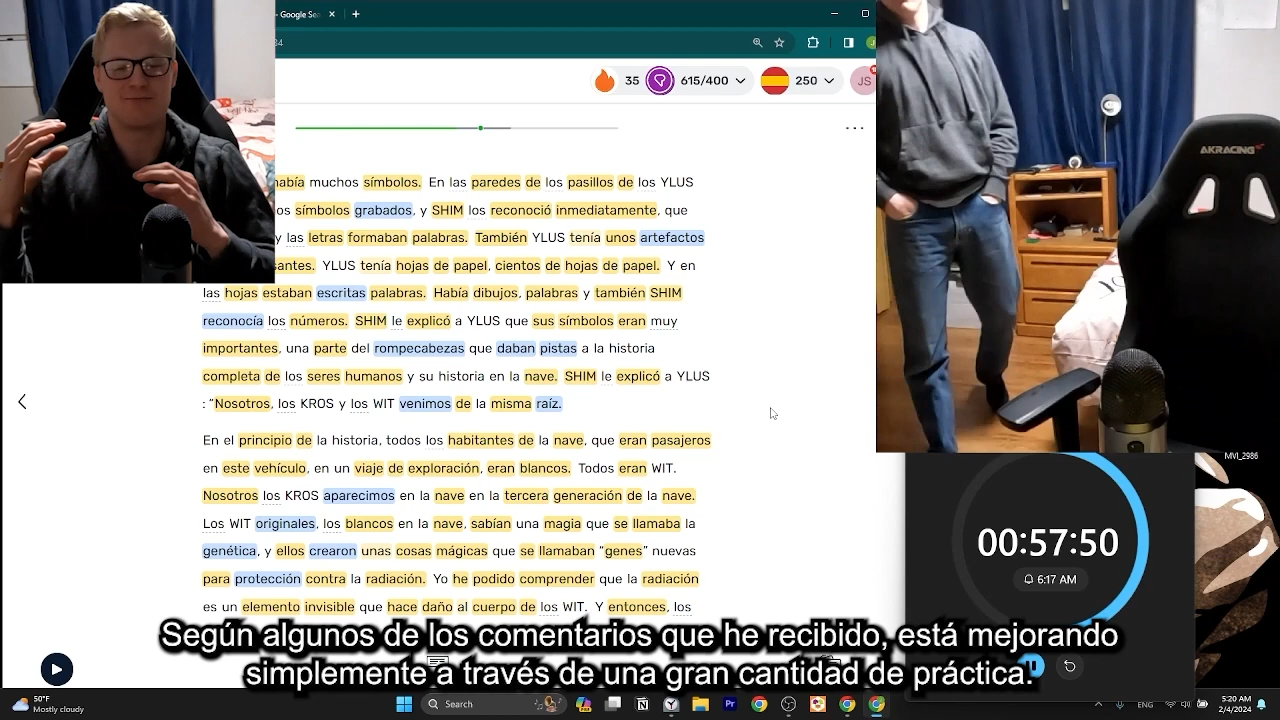 Google Sea
34
35
615/400
250
JS
AKRACING
había muchos símbolos. En las paredes de los pasillos de los YLUS
os símbolos grabados, y SHIM los reconoció inmediatamente, que
y las letras formaban palabras. También YLUS tenía unos artefactos
santes. YLUS tenía hojas de papel, cientos de hojas de papel. Y en
las hojas estaban escritas palabras. Había dibujos, palabras y también SHIM
reconocía los números. SHIM le explicó a YLUS que sus símbolos eran muy
importantes, una parte del rompecabezas que daban pistas a la historia
completa de los seres humanos y su historia en la nave. SHIM le explicó a YLUS
: "Nosotros, los KROS y los WIT venimos de la misma raíz.
En el principio de la historia, todos los habitantes de la nave, que eran pasajeros
en este vehículo, en un viaje de exploración, eran blancos. Todos eran WIT.
Nosotros los KROS aparecimos en la nave en la tercera generación de la nave.
Los WIT originales, los blancos en la nave, sabían una magia que se llamaba la
genética, y ellos crearon unas cosas mágicas que se llamaban "genes" nuevas
para protección contra la radiación. Yo he podido comprender que la radiación
es un elemento invisible que hace daño al cuerpo de los WIT. Y entonces, los
MVI_2986
00:57:50
6:17 AM
Según algunos de los comentarios que he recibido, está mejorando
simplemente a través de una gran cantidad de práctica.
50°F
Mostly cloudy
Search
ENG
5:20 AM
2/4/2024